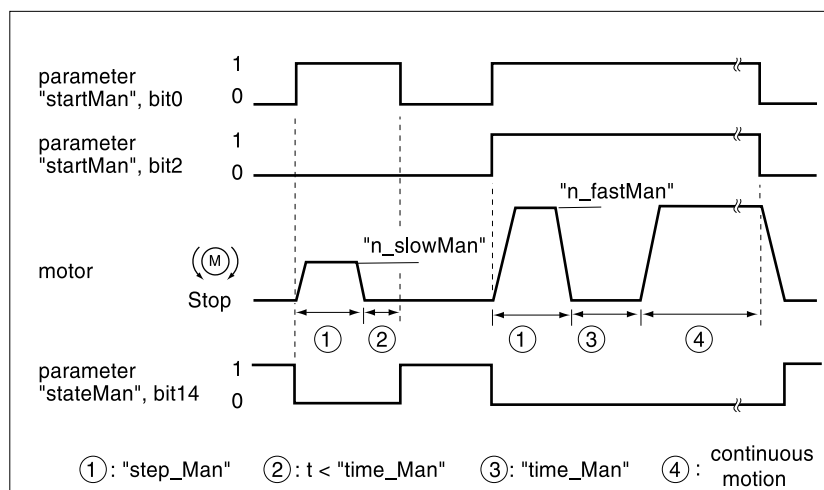 parameter
"startMan", bit0
1
0
parameter
"startMan", bit2
1
0
"n_fastMan"
"n_slowMan"
motor
M
Stop
1
2
1
3
4
parameter
"stateMan", bit14
1
0
1 : "step_Man"
2 : t < "time_Man"
3 : "time_Man"
4 : continuous
motion